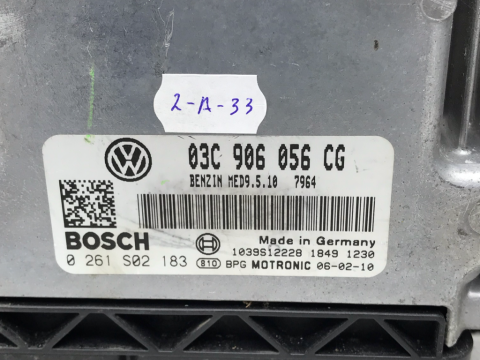 2-A-33
03C 906 056 CG
BENZIN MED9.5.10 7964
BOSCH
Made in Germany
1039S12228 1849 1230
0 261 S02 183
810 BPG MOTRONIC 06-02-10